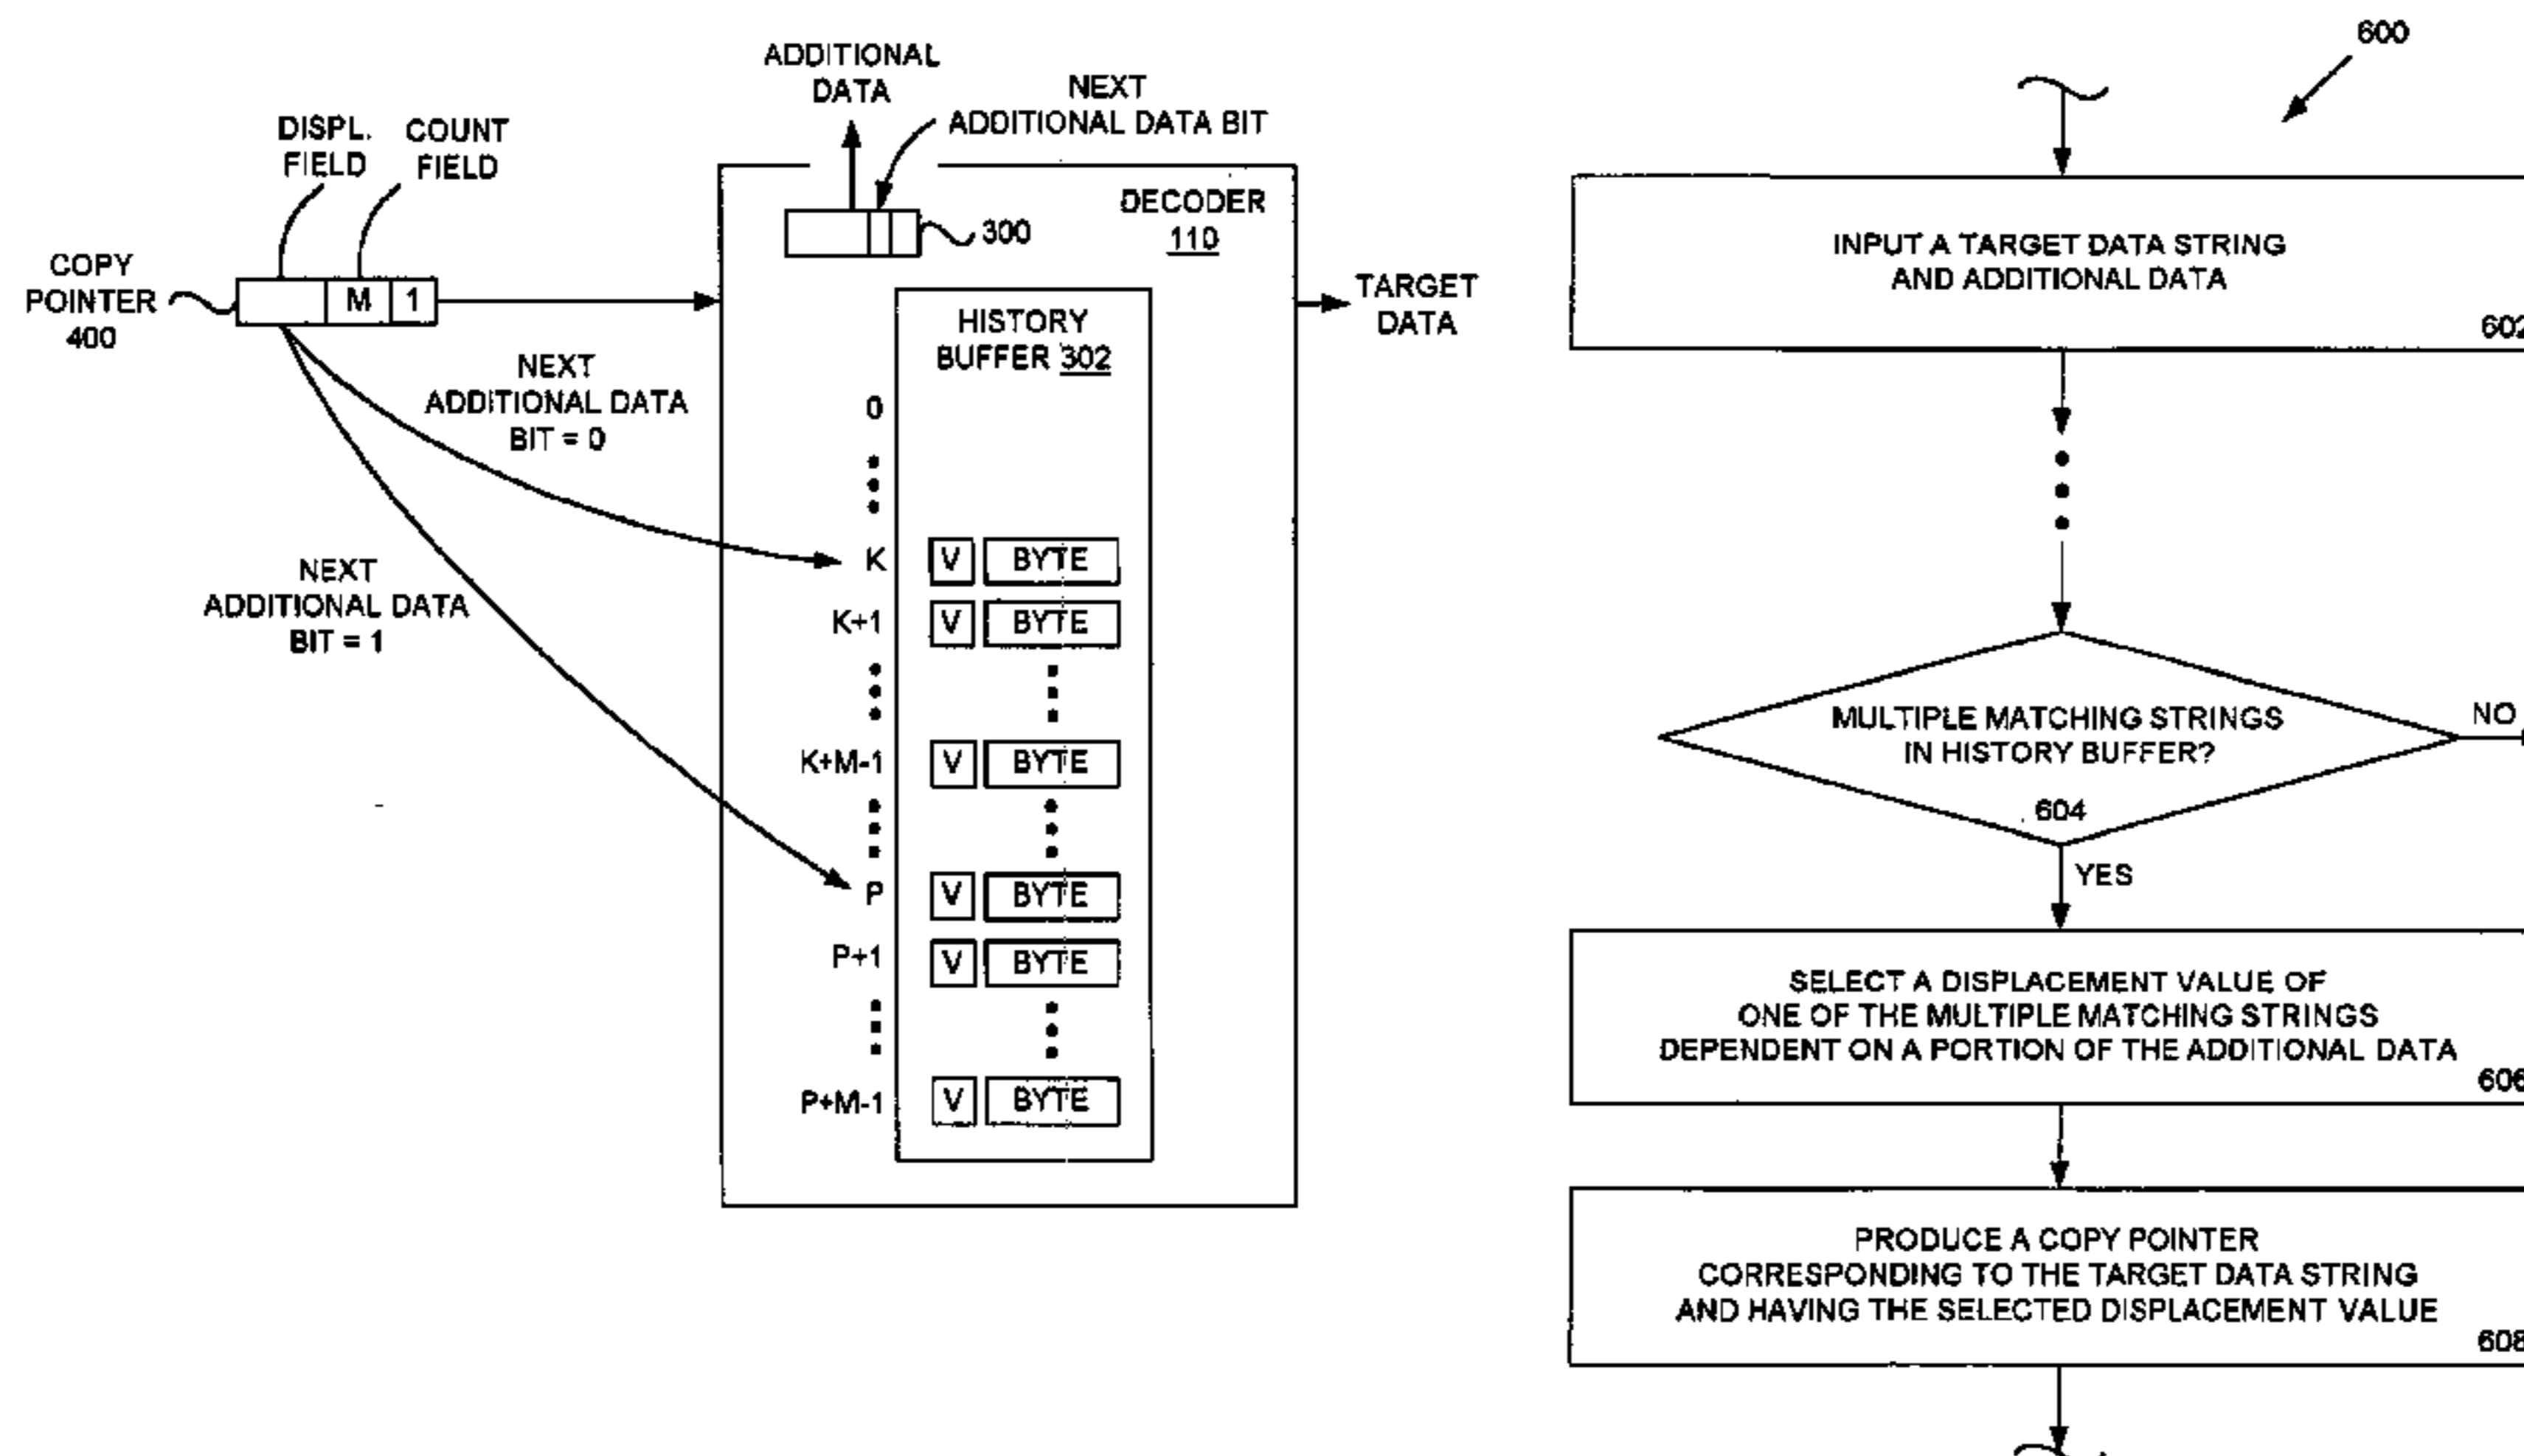 ADDITIONAL
DATA
NEXT
ADDITIONAL DATA BIT
DISPL.
FIELD
COUNT
FIELD
COPY
POINTER
400
M
1
300
DECODER
110
TARGET
DATA
HISTORY
BUFFER 302
NEXT
ADDITIONAL DATA
BIT = 0
NEXT
ADDITIONAL DATA
BIT = 1
0
K V BYTE
K+1 V BYTE
K+M-1 V BYTE
P V BYTE
P+1 V BYTE
P+M-1 V BYTE
600
INPUT A TARGET DATA STRING
AND ADDITIONAL DATA
602
MULTIPLE MATCHING STRINGS
IN HISTORY BUFFER?
604
NO
YES
SELECT A DISPLACEMENT VALUE OF
ONE OF THE MULTIPLE MATCHING STRINGS
DEPENDENT ON A PORTION OF THE ADDITIONAL DATA
606
PRODUCE A COPY POINTER
CORRESPONDING TO THE TARGET DATA STRING
AND HAVING THE SELECTED DISPLACEMENT VALUE
608